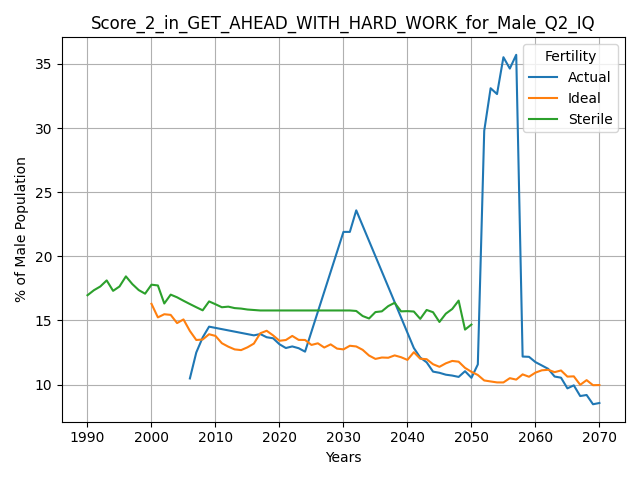 Score_2_in_GET_AHEAD_WITH_HARD_WORK_for_Male_Q2_IQ
Fertility
Actual
Ideal
Sterile
% of Male Population
35
30
25
20
15
10
1990
2000
2010
2020
2030
2040
2050
2060
2070
Years